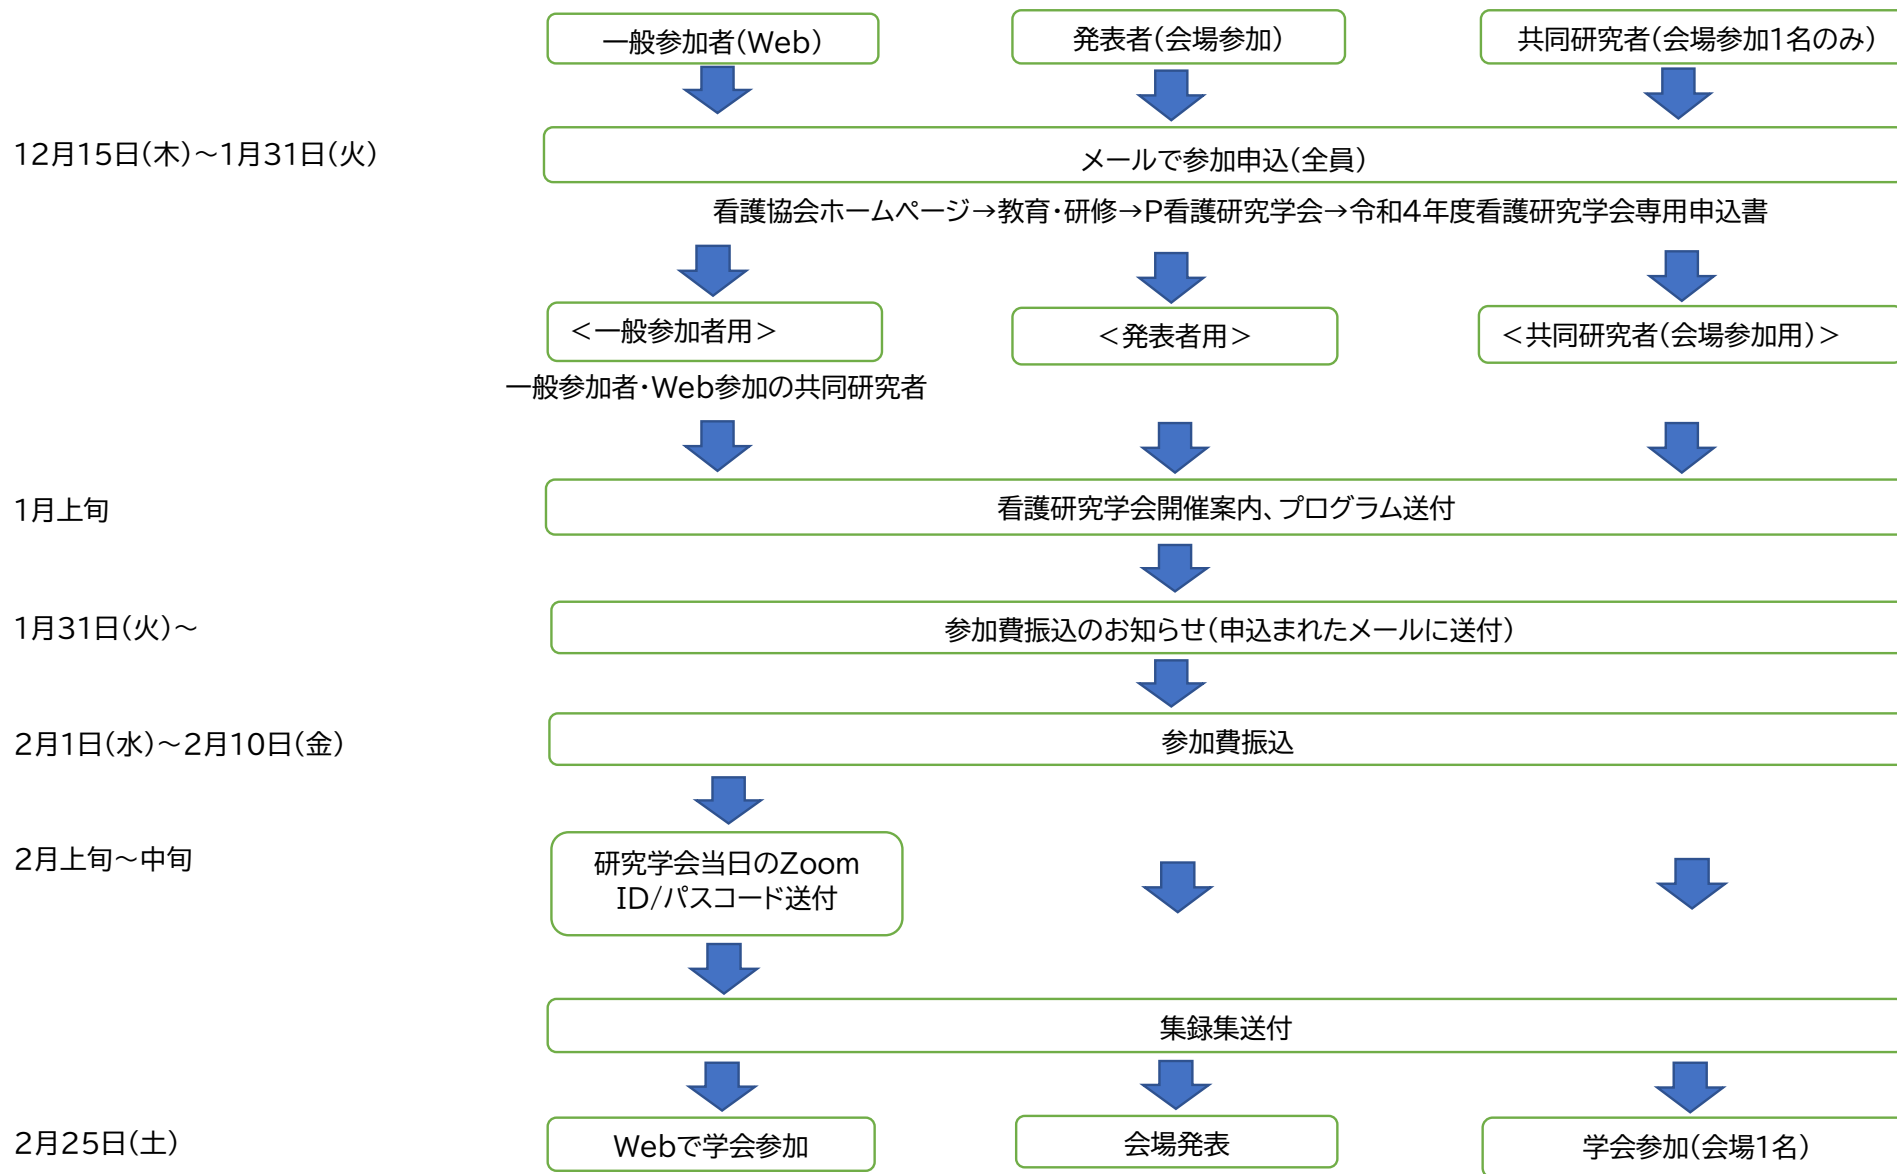 一般参加者(Web)
発表者(会場参加)
共同研究者(会場参加1名のみ)
12月15日(木)～1月31日(火)
メールで参加申込(全員)
看護協会ホームページ→教育・研修→P看護研究学会→令和4年度看護研究学会専用申込書
＜一般参加者用＞
＜発表者用＞
＜共同研究者(会場参加用)＞
一般参加者・Web参加の共同研究者
1月上旬
看護研究学会開催案内、プログラム送付
1月31日(火)～
参加費振込のお知らせ(申込まれたメールに送付)
2月1日(水)～2月10日(金)
参加費振込
2月上旬～中旬
研究学会当日のZoom
ID/パスコード送付
集録集送付
2月25日(土)
Webで学会参加
会場発表
学会参加(会場1名)